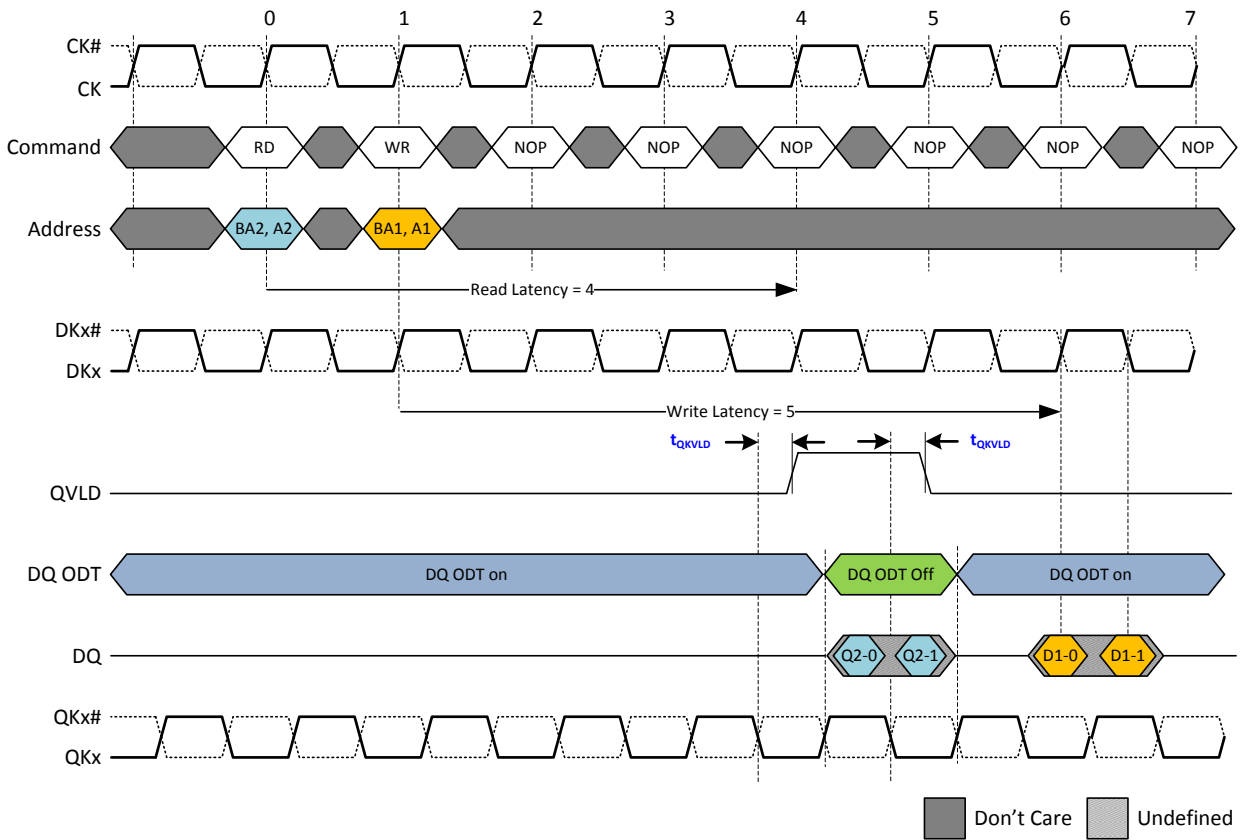 0 1 2 3 4 5 6 7
CK#
CK
Command RD WR NOP NOP NOP NOP NOP NOP
Address BA2, A2 BA1, A1
Read Latency = 4
DKx#
DKx
Write Latency = 5
tQKVLD tQKVLD
QVLD
DQ ODT DQ ODT on DQ ODT Off DQ ODT on
DQ Q2-0 Q2-1 D1-0 D1-1
QKx#
QKx
Don't Care Undefined